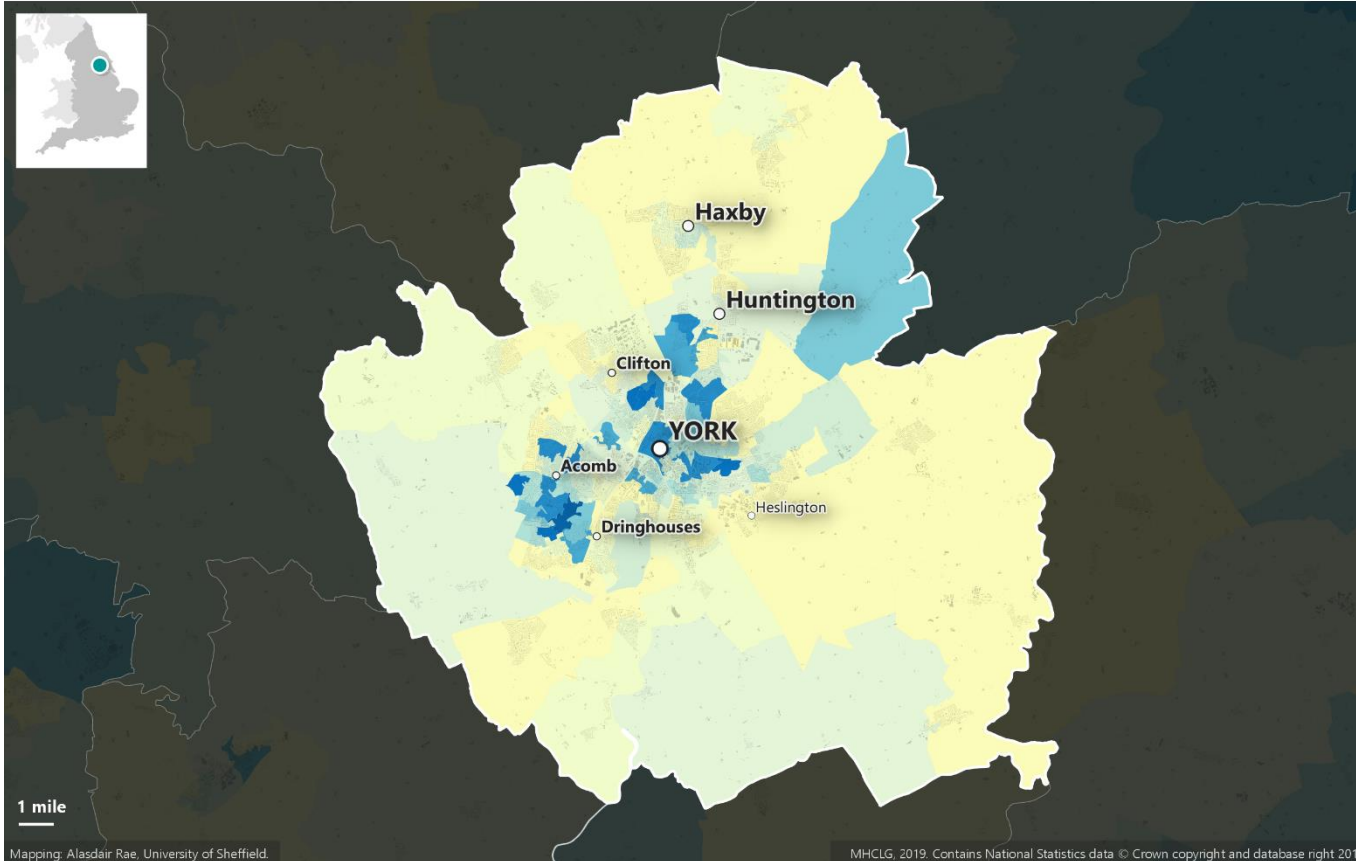 Haxby
Huntington
Clifton
YORK
Acomb
Heslington
Dringhouses
1 mile
Mapping: Alasdair Rae, University of Sheffield.
MHCLG, 2019. Contains National Statistics data © Crown copyright and database right 201